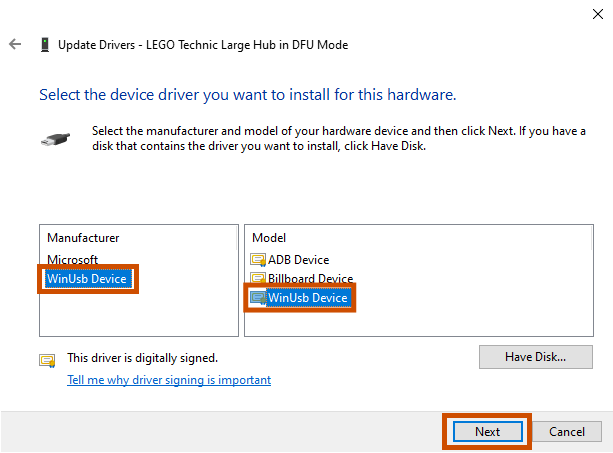 Update Drivers - LEGO Technic Large Hub in DFU Mode
Select the device driver you want to install for this hardware.
Select the manufacturer and model of your hardware device and then click Next. If you have a
disk that contains the driver you want to install, click Have Disk.
Manufacturer
Microsoft
WinUsb Device
Model
ADB Device
Billboard Device
WinUsb Device
This driver is digitally signed.
Have Disk...
Tell me why driver signing is important
Next
Cancel